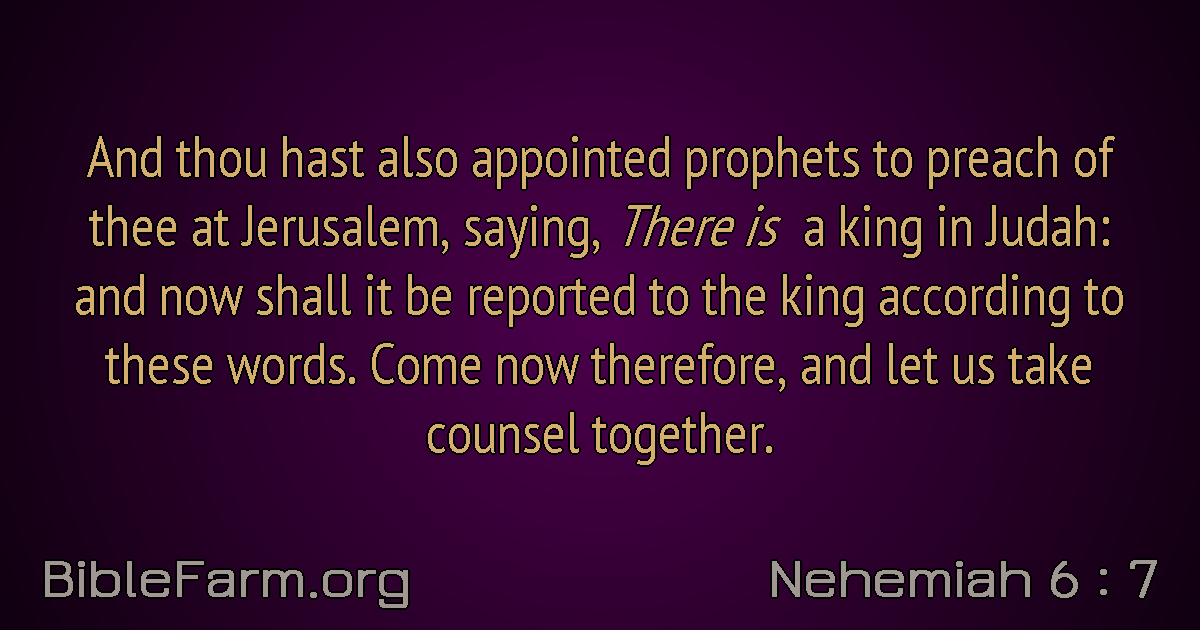 And thou hast also appointed prophets to preach of
thee at Jerusalem, saying, There is a king in Judah:
and now shall it be reported to the king according to
these words. Come now therefore, and let us take
counsel together.
BibleFarm.org
Nehemiah 6 : 7